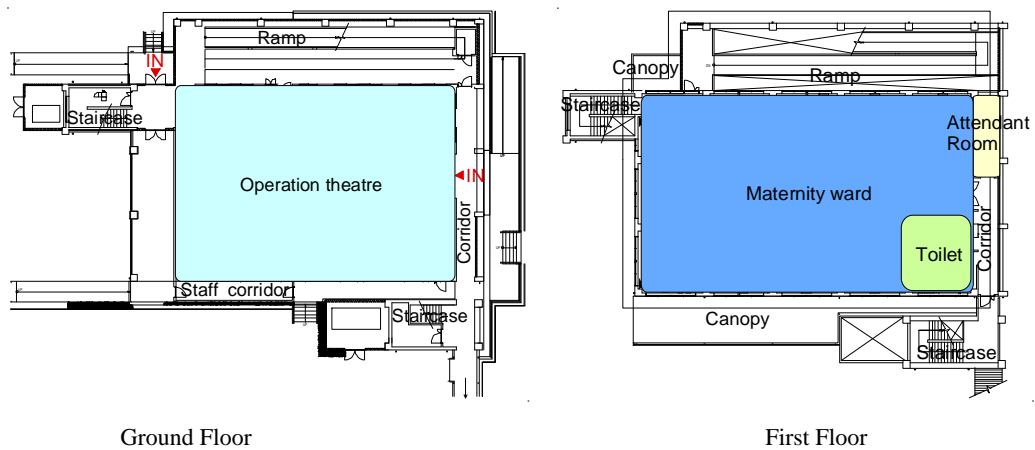 Ramp
IN
Staircase
Operation theatre
IN
Corridor
Staff corridor
Staircase
Ground Floor
Canopy
Ramp
Staircase
Attendant
Room
Maternity ward
Toilet
Corridor
Canopy
Staircase
First Floor